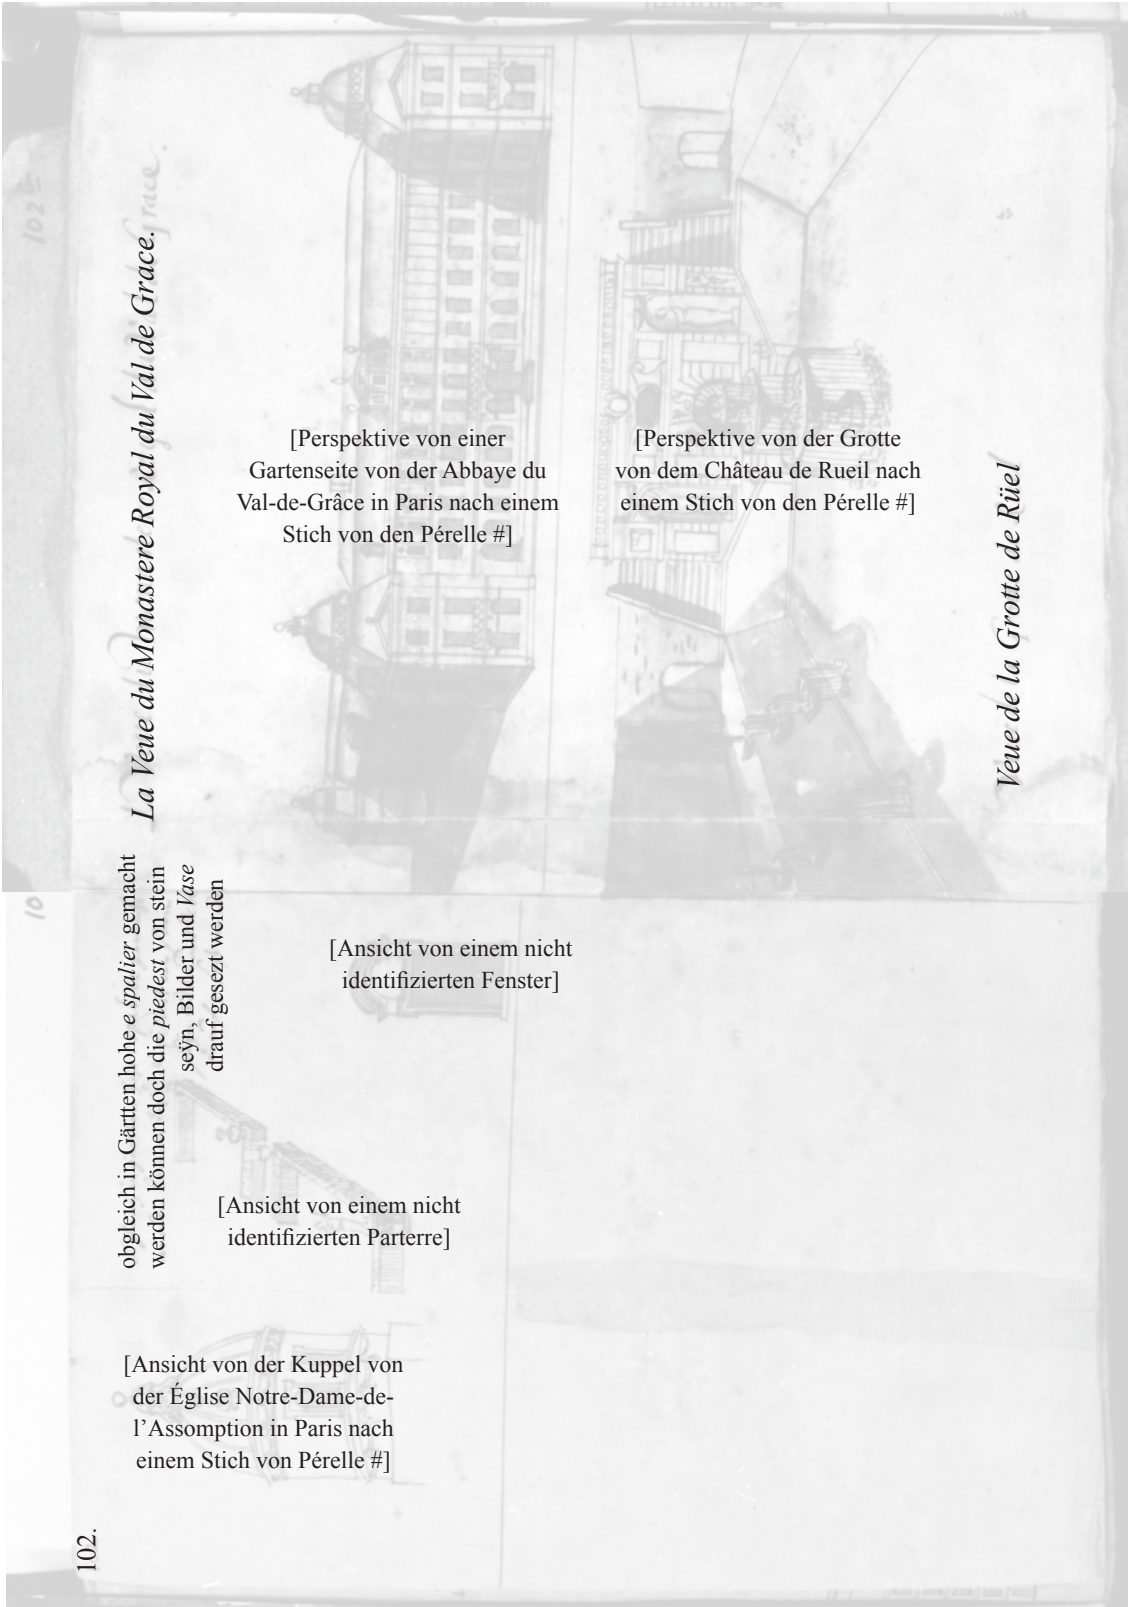 102.
[Ansicht von der Kuppel von
der Église Notre-Dame-de-
l’Assomption in Paris nach
einem Stich von Pérelle #]
[Ansicht von einem nicht
identifizierten Parterre]
obgleich in Gärtten hohe e spalier gemacht
werden können doch die piedest von stein
seÿn, Bilder und Vase
drauf gesezt werden
[Ansicht von einem nicht
identifizierten Fenster]
La Veue du Monastere Royal du Val de Grace.
[Perspektive von einer
Gartenseite von der Abbaye du
Val-de-Grâce in Paris nach einem
Stich von den Pérelle #]
[Perspektive von der Grotte
von dem Château de Rueil nach
einem Stich von den Pérelle #]
Veue de la Grotte de Rüel
102
10